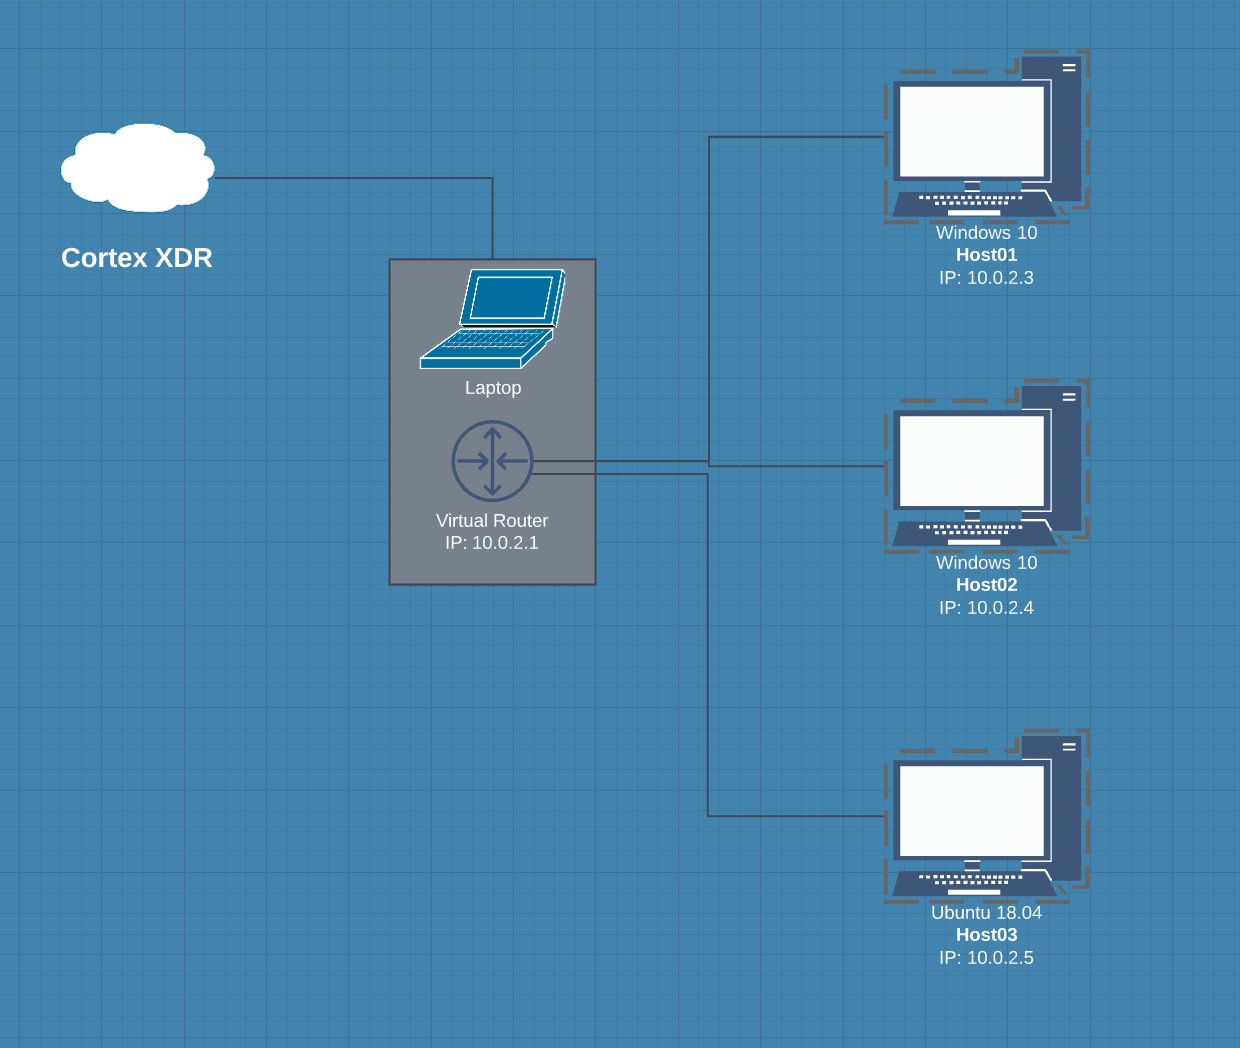 Cortex XDR
Laptop
Virtual Router
IP: 10.0.2.1
Windows 10
Host01
IP: 10.0.2.3
Windows 10
Host02
IP: 10.0.2.4
Ubuntu 18.04
Host03
IP: 10.0.2.5